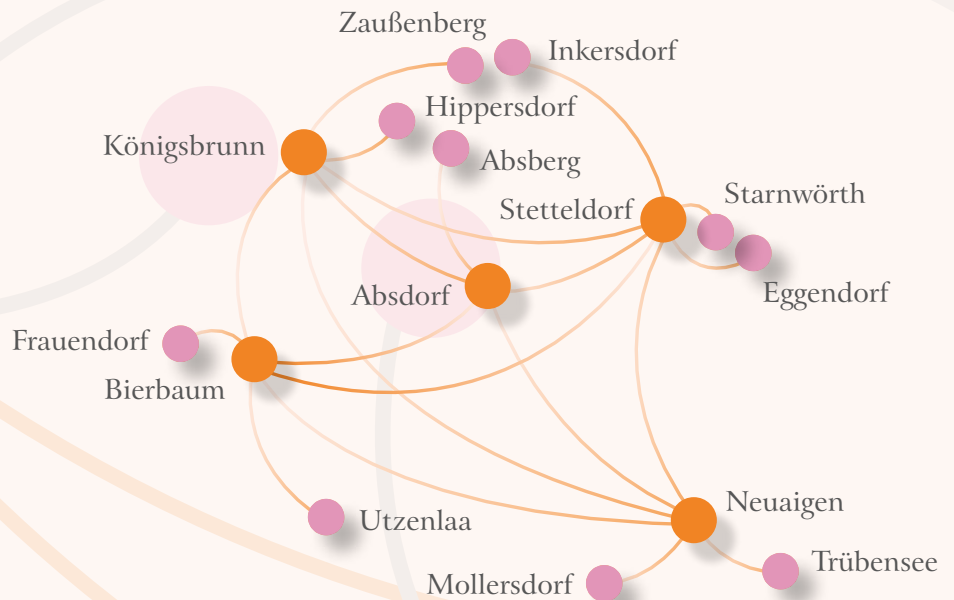 Zaußenberg
Inkersdorf
Hippersdorf
Königsbrunn
Absberg
Starnwörth
Stetteldorf
Absdorf
Eggendorf
Frauendorf
Bierbaum
Neuaigen
Utzenlaa
Trübensee
Mollersdorf